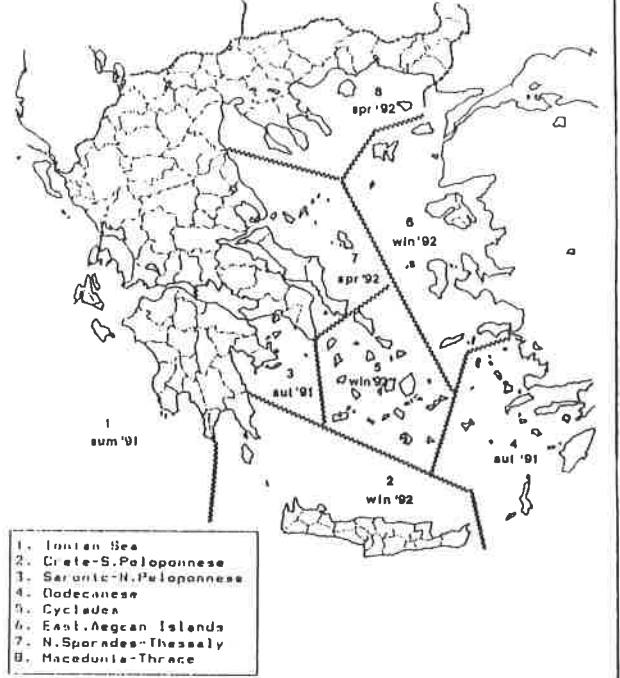 8
spr '92
6
win '92
7
spr '92
5
win '92
3
aut '91
1
sum '91
4
aut '91
2
win '92
1. Ionian Sea
2. Crete-S.Peloponnese
3. Saronic-N.Peloponnese
4. Dodecanese
5. Cyclades
6. East.Aegean Islands
7. N.Sporades-Thessaly
8. Macedonia-Thrace